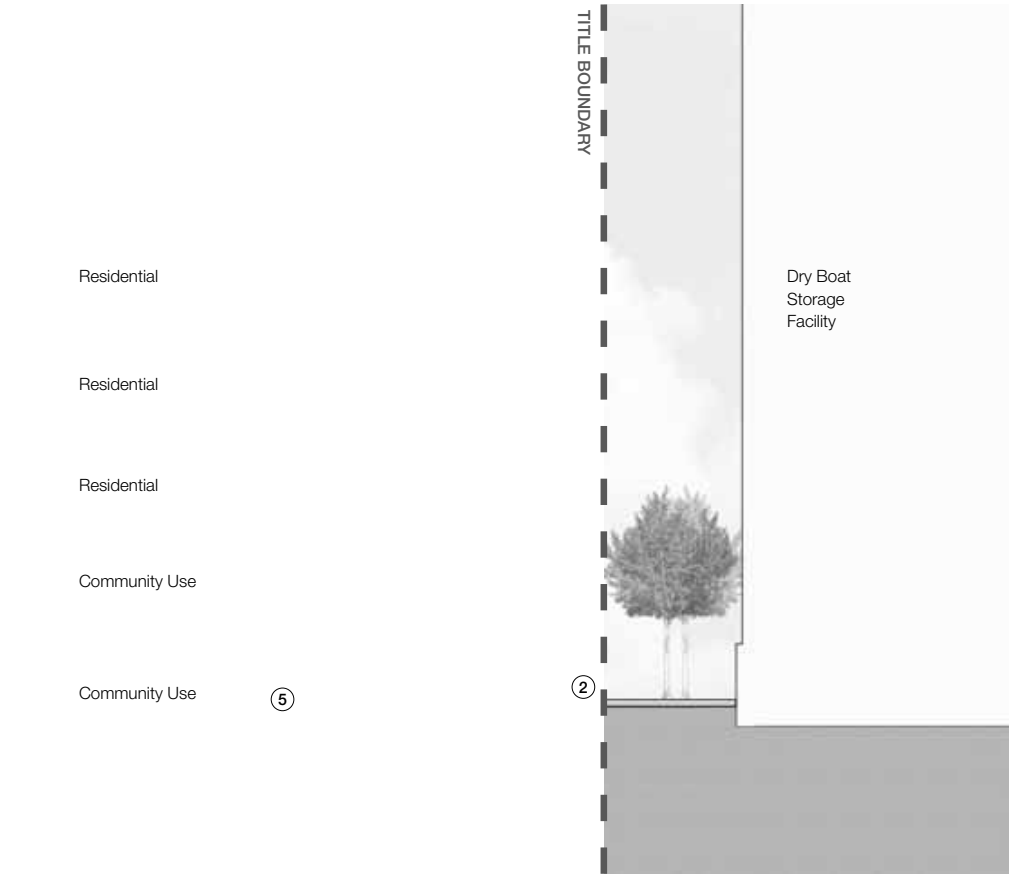 TITLE BOUNDARY
Residential
Dry Boat
Storage
Facility
Residential
Residential
Community Use
Community Use
5
2